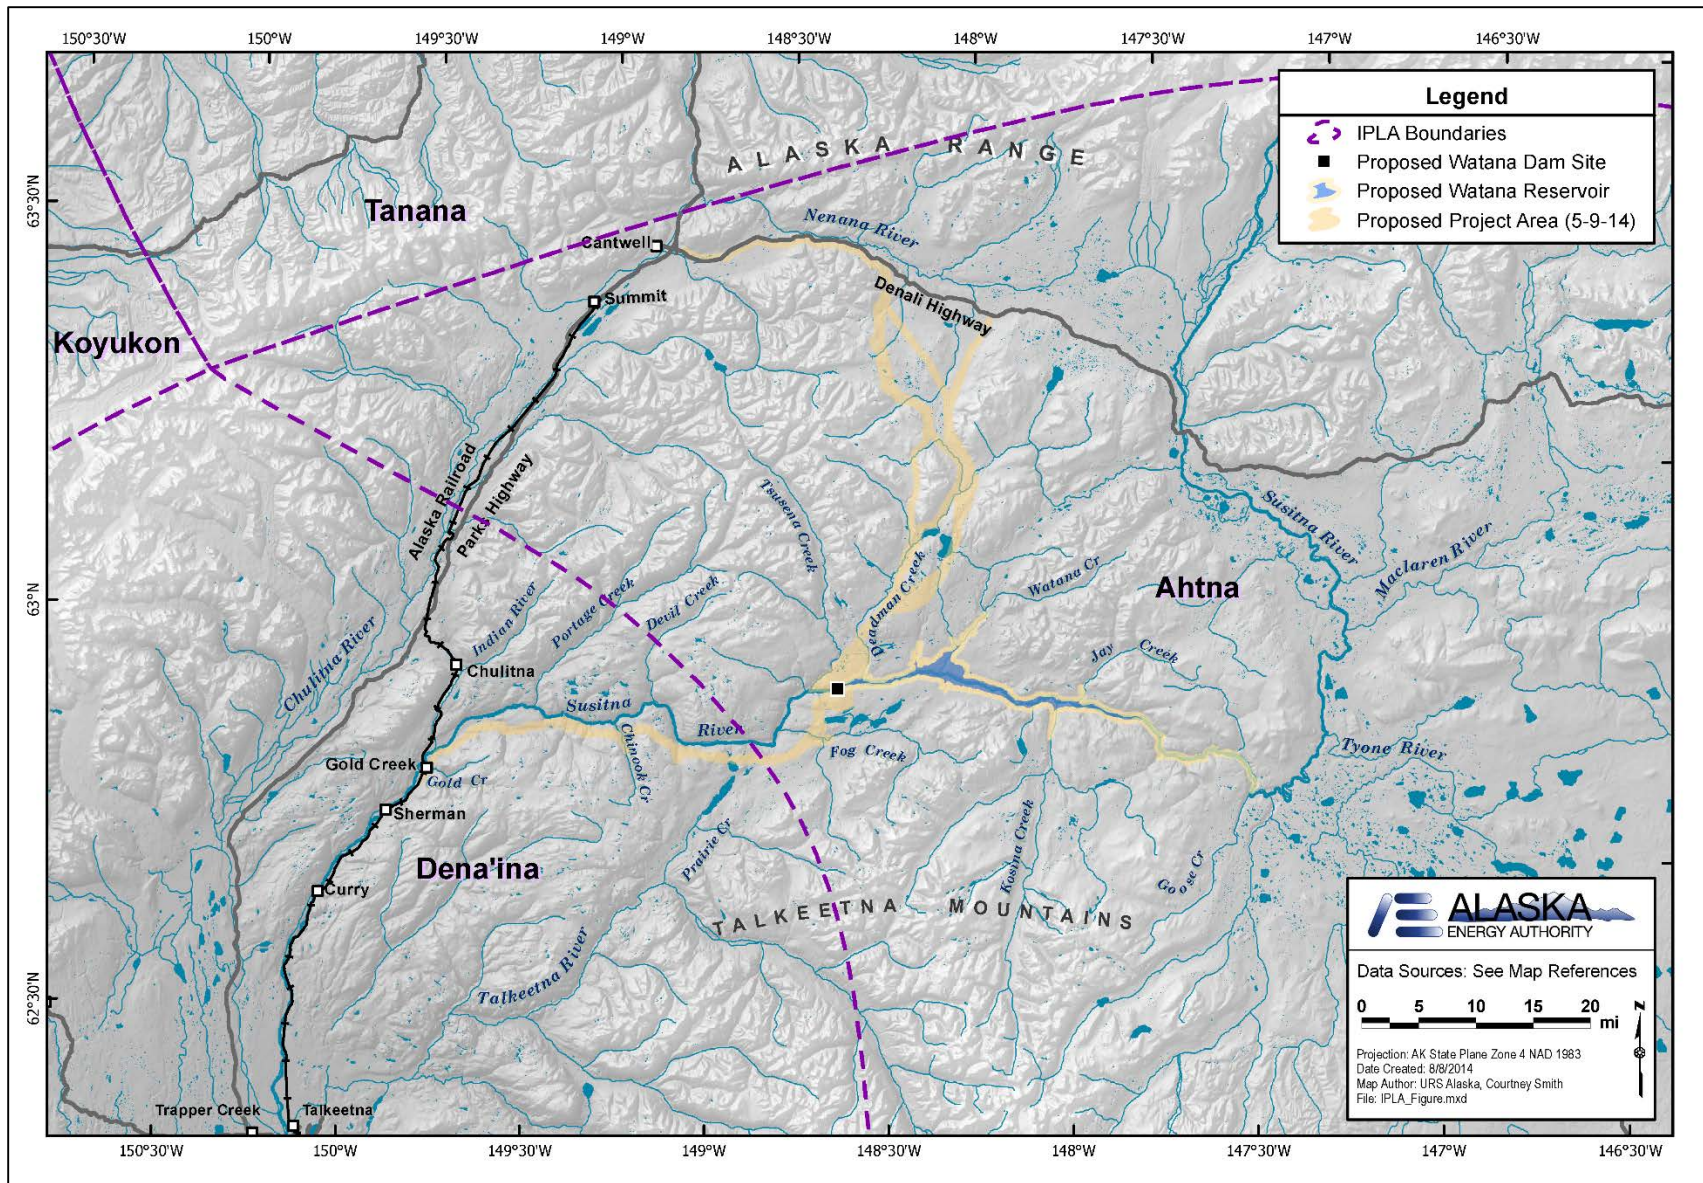 150°30'W 150°W 149°30'W 149°W 148°30'W 148°W 147°30'W 147°W 146°30'W
Legend
IPLA Boundaries
Proposed Watana Dam Site
Proposed Watana Reservoir
Proposed Project Area (5-9-14)
ALASKA RANGE
63°30'N
Tanana
Nenana River
Cantwell
Denali Highway
Summit
Koyukon
Alaska Railroad
Parks Highway
Tsusena Creek
Susitna River
Maclaren River
63°N
Chulitna River
Indian River
Portage Creek
Devil Creek
Deadman Creek
Watana Cr
Ahtna
Jay Creek
Chulitna
Susitna River
Chinook Cr
Fog Creek
Tyone River
Gold Creek
Gold Cr
Sherman
Prairie Cr
Kosina Creek
Goose Cr
Dena'ina
Curry
TALKEETNA MOUNTAINS
Talkeetna River
62°30'N
Trapper Creek
Talkeetna
AE ALASKA
ENERGY AUTHORITY
Data Sources: See Map References
0 5 10 15 20
mi
N
Projection: AK State Plane Zone 4 NAD 1983
Date Created: 8/8/2014
Map Author: URS Alaska, Courtney Smith
File: IPLA_Figure.mxd
150°30'W 150°W 149°30'W 149°W 148°30'W 148°W 147°30'W 147°W 146°30'W